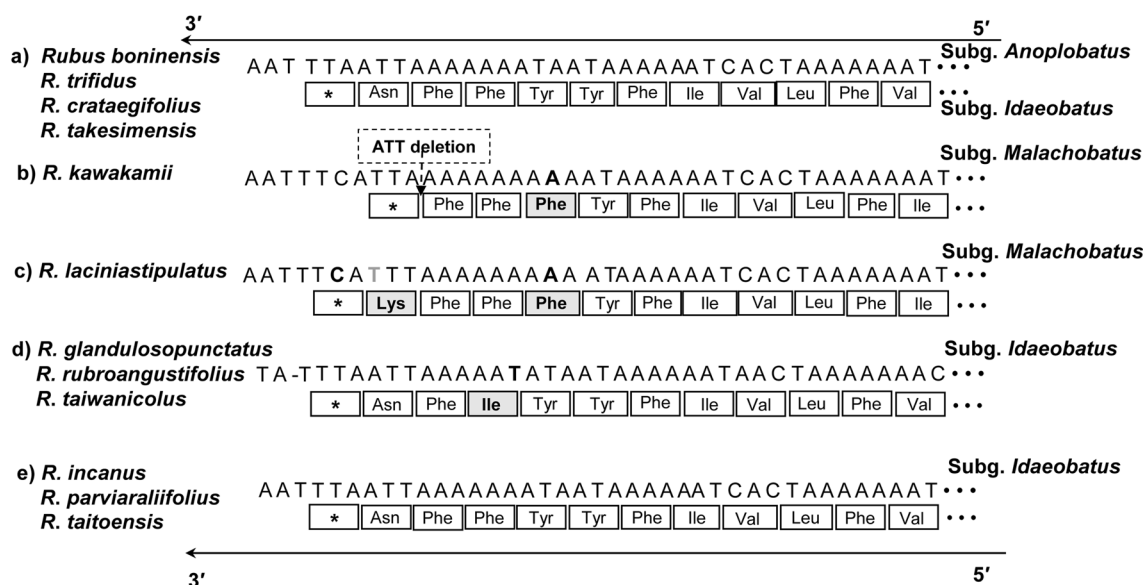 3′ 5′
a) Rubus boninensis
R. trifidus
R. crataegifolius
R. takesimensis
Subg. Anoplobatus
AAT TTAATTAAAAAAATAATAAAAAATCACTAAAAAAAT •••
* Asn Phe Phe Tyr Tyr Phe Ile Val Leu Phe Val •••
Subg. Idaeobatus
ATT deletion
Subg. Malachobatus
b) R. kawakamii
AATTTCATTAAAAAAAAAAATAAAAAATCACTAAAAAAAT •••
* Phe Phe Phe Tyr Phe Ile Val Leu Phe Ile •••
Subg. Malachobatus
c) R. laciniastipulatus
AATTTCATTTAAAAAAAAAATAAAAAATCACTAAAAAAAT •••
* Lys Phe Phe Phe Tyr Phe Ile Val Leu Phe Ile •••
d) R. glandulosopunctatus
R. rubroangustifolius
R. taiwanicolus
Subg. Idaeobatus
TA-TTTAATTAAAAATATAATAAAAAATAACTAAAAAAAC •••
* Asn Phe Ile Tyr Tyr Phe Ile Val Leu Phe Val •••
e) R. incanus
R. parviaraliifolius
R. taitoensis
Subg. Idaeobatus
AATTTAATTAAAAAAATAATAAAAAATCACTAAAAAAAT •••
* Asn Phe Phe Tyr Tyr Phe Ile Val Leu Phe Val •••
3′ 5′